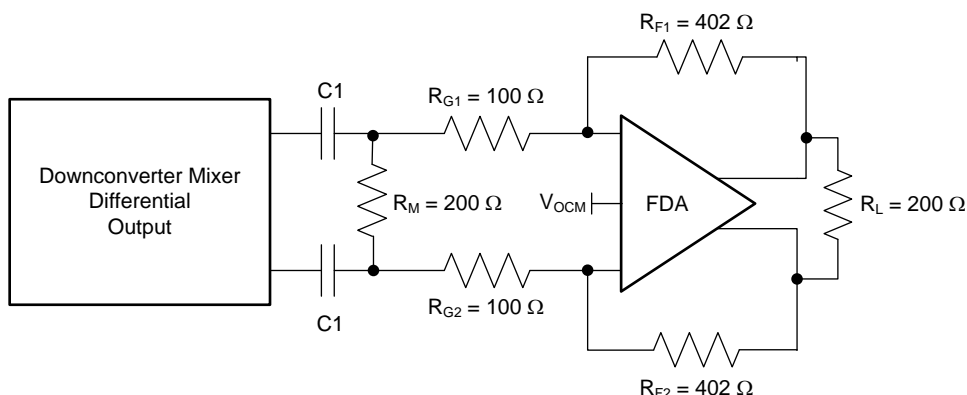 R_F1 = 402 Ω
C1
R_G1 = 100 Ω
Downconverter Mixer
Differential
Output
R_M = 200 Ω
V_OCM
FDA
R_L = 200 Ω
R_G2 = 100 Ω
C1
R_F2 = 402 Ω